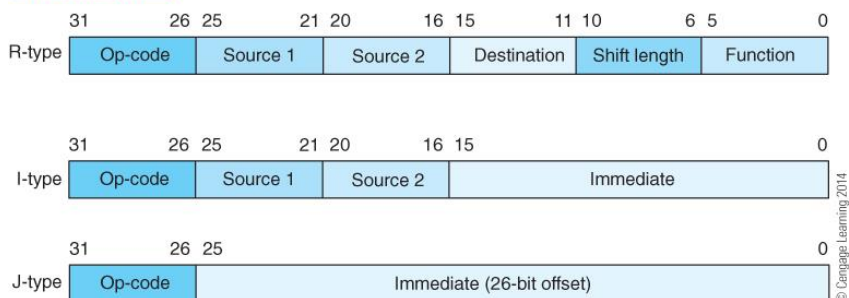 31 26 25 21 20 16 15 11 10 6 5 0
R-type Op-code Source 1 Source 2 Destination Shift length Function
31 26 25 21 20 16 15 0
I-type Op-code Source 1 Source 2 Immediate
31 26 25 0
J-type Op-code Immediate (26-bit offset)
© Cengage Learning 2014